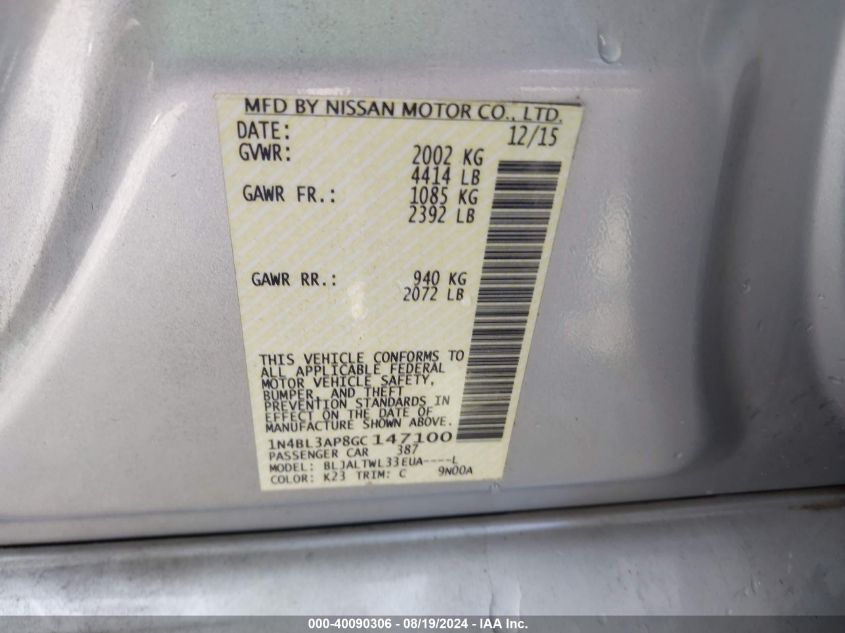 MFD BY NISSAN MOTOR CO., LTD.
DATE: 12/15
GVWR: 2002 KG
4414 LB
GAWR FR.: 1085 KG
2392 LB
GAWR RR.: 940 KG
2072 LB
THIS VEHICLE CONFORMS TO
ALL APPLICABLE FEDERAL
MOTOR VEHICLE SAFETY,
BUMPER, AND THEFT
PREVENTION STANDARDS IN
EFFECT ON THE DATE OF
MANUFACTURE SHOWN ABOVE.
1N4BL3AP8GC147100
PASSENGER CAR 387
MODEL: BLJALTWL33EUA----L
COLOR: K23 TRIM: C 9N00A
000-40090306 - 08/19/2024 - IAA Inc.